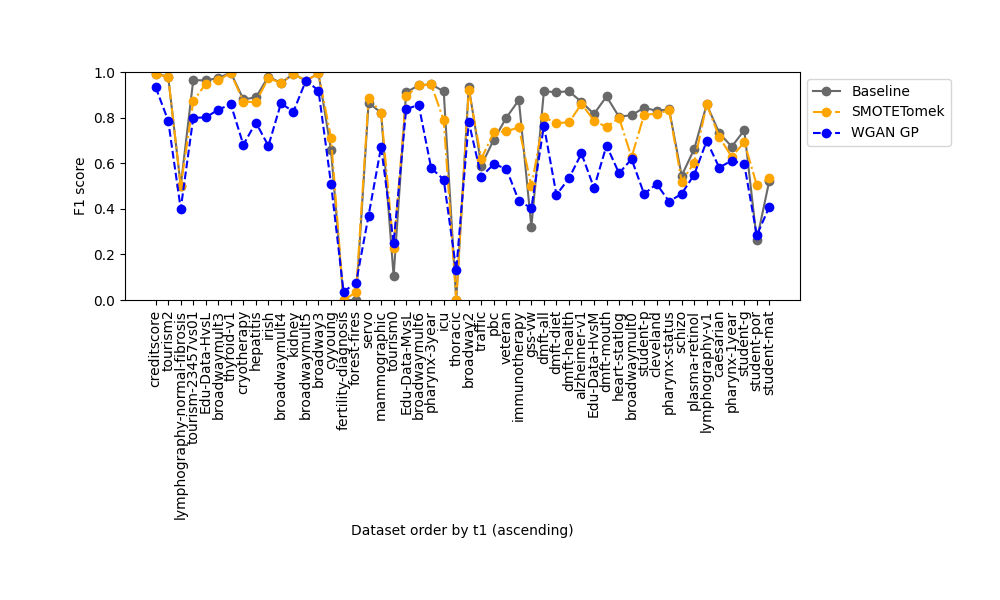 1.0
0.8
0.6
0.4
0.2
0.0
F1 score
Baseline
SMOTETomek
WGAN GP
creditscore
tourism2
lymphography-normal-fibrosis
tourism-23457vs01
Edu-Data-HvsL
broadwaymult3
thyroid-v1
cryotherapy
hepatitis
irish
broadwaymult4
kidney
broadwaymult5
broadway3
cyyoung
fertility-diagnosis
forest-fires
servo
mammographic
tourism0
Edu-Data-MvsL
broadwaymult6
pharynx-3year
icu
thoracic
broadway2
traffic
pbc
veteran
immunotherapy
gss-vw
dmft-all
dmft-diet
dmft-health
alzheimer-v1
Edu-Data-HvsM
dmft-mouth
heart-statlog
broadwaymult0
student-p
cleveland
pharynx-status
schizo
plasma-retinol
lymphography-v1
caesarian
pharynx-1year
student-g
student-por
student-mat
Dataset order by t1 (ascending)